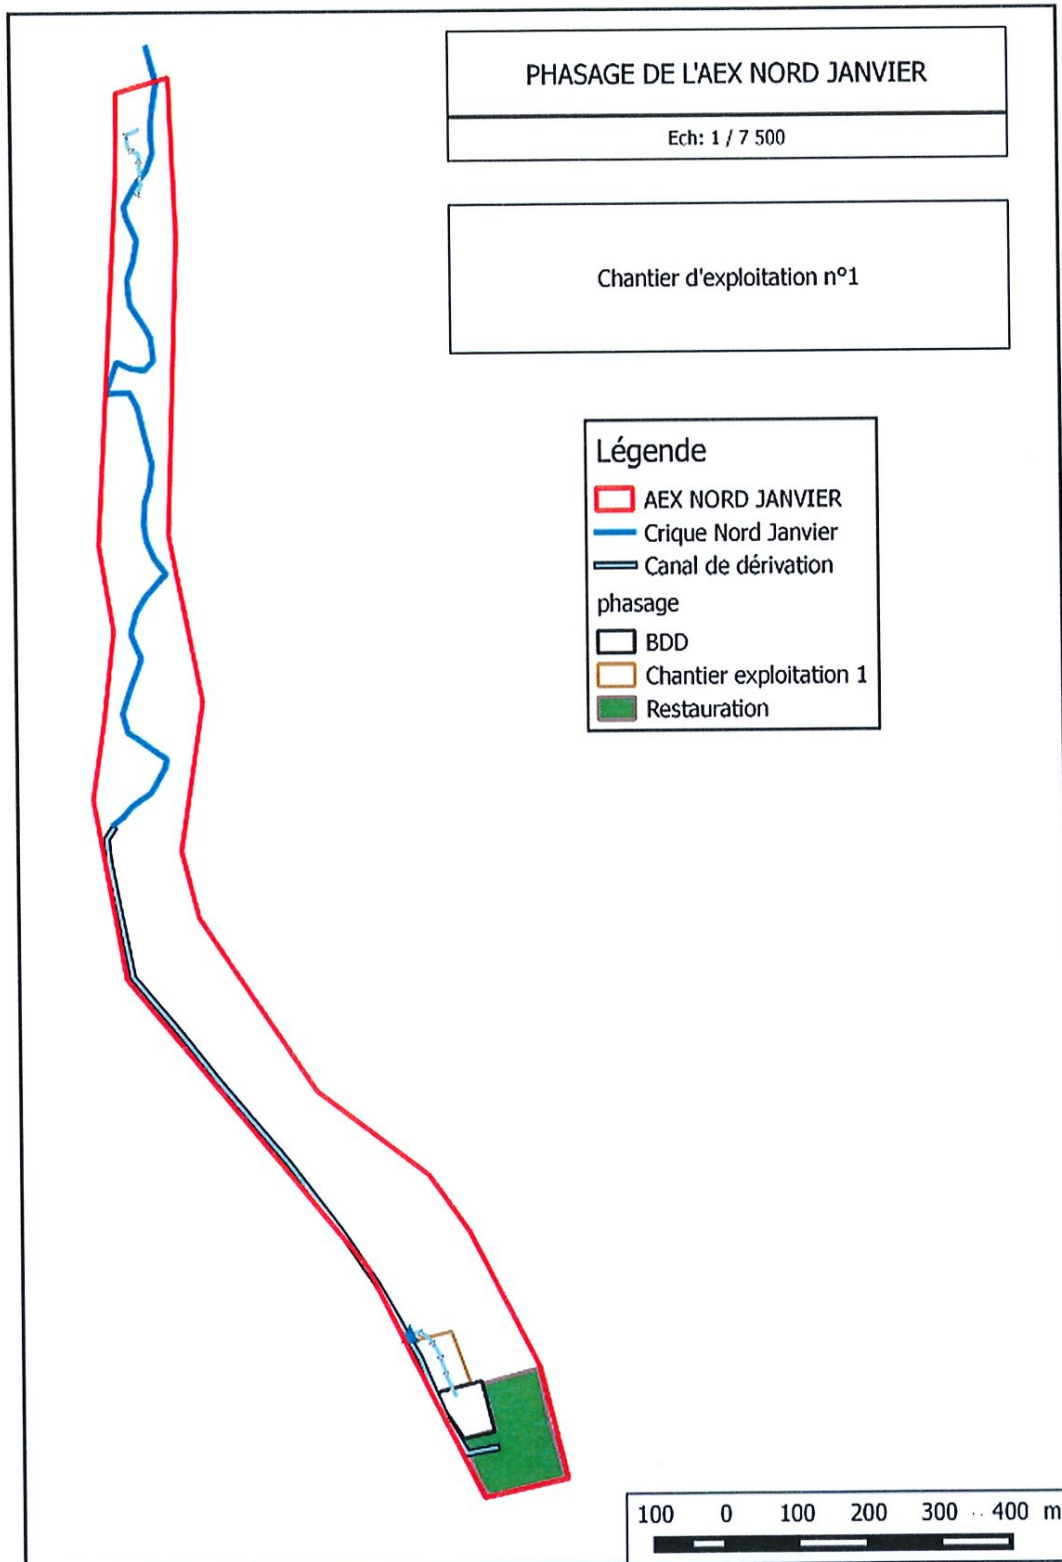 PHASAGE DE L'AEX NORD JANVIER
Ech: 1 / 7 500
Chantier d'exploitation n°1
Légende
AEX NORD JANVIER
Crique Nord Janvier
Canal de dérivation
phasage
BDD
Chantier exploitation 1
Restauration
100 0 100 200 300 400 m